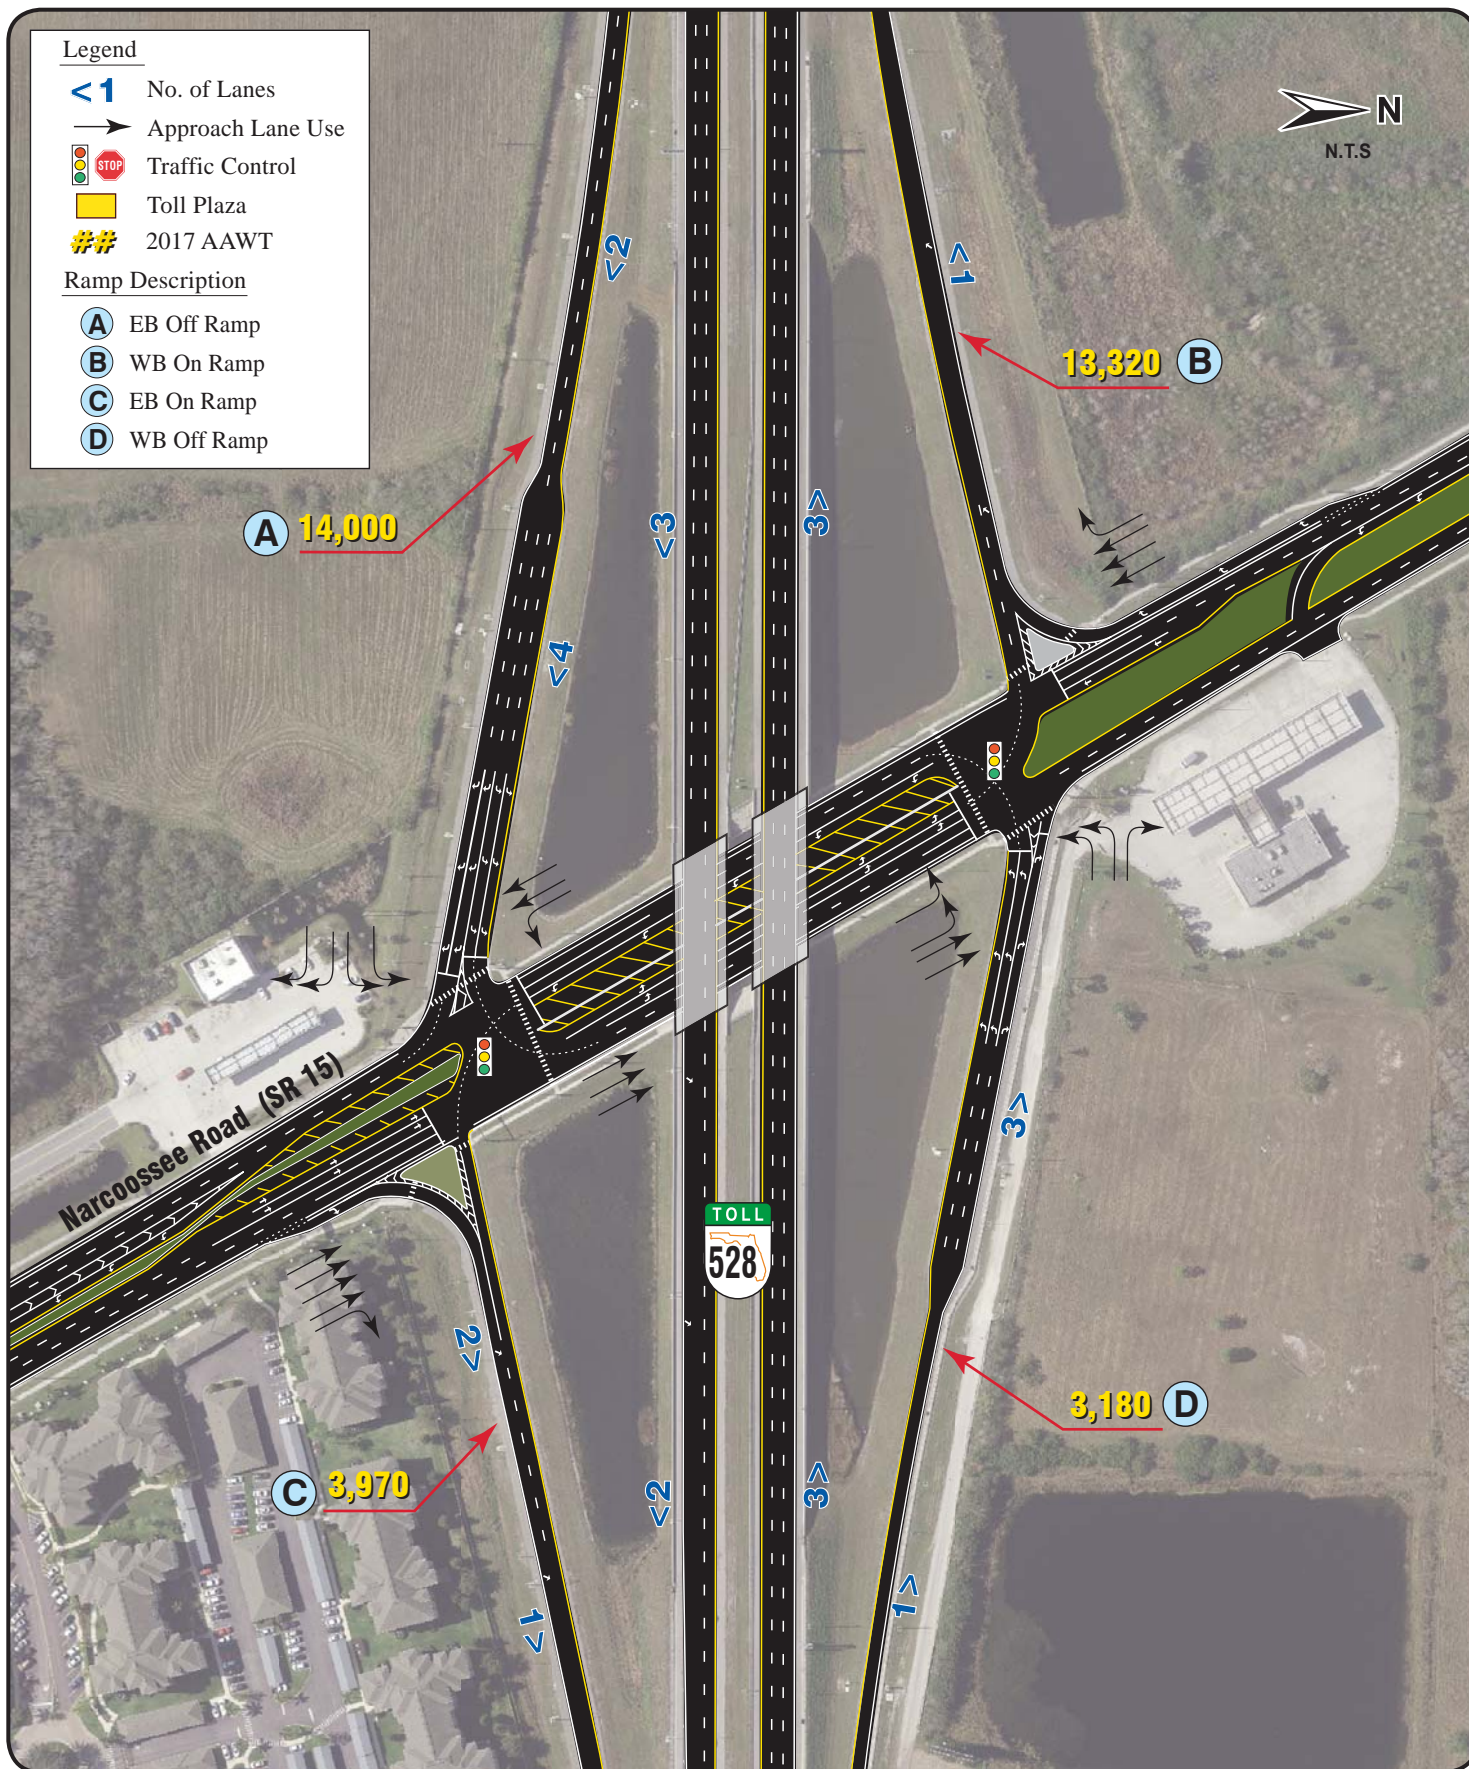 Legend
<1 No. of Lanes
Approach Lane Use
STOP Traffic Control
Toll Plaza
## 2017 AAWT
Ramp Description
A EB Off Ramp
B WB On Ramp
C EB On Ramp
D WB Off Ramp
N
N.T.S
<2
<1
13,320 B
A 14,000
<3
3>
<4
Narcoossee Road (SR 15)
3>
TOLL
528
<2
3,180 D
C 3,970
<2
3>
<1
1>